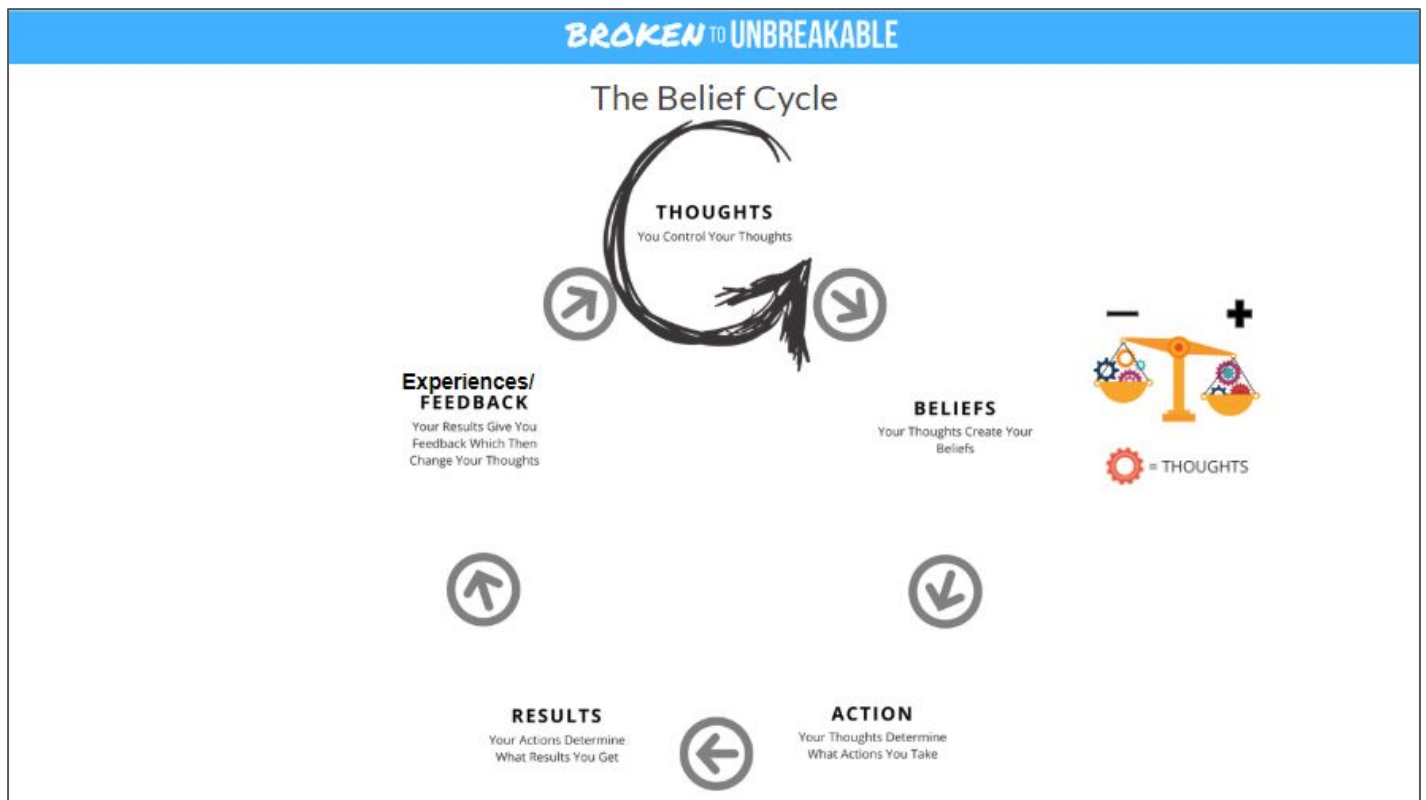 BROKEN TO UNBREAKABLE
The Belief Cycle
THOUGHTS
You Control Your Thoughts
Experiences/
FEEDBACK
Your Results Give You
Feedback Which Then
Change Your Thoughts
BELIEFS
Your Thoughts Create Your
Beliefs
− +
= THOUGHTS
RESULTS
Your Actions Determine
What Results You Get
ACTION
Your Thoughts Determine
What Actions You Take